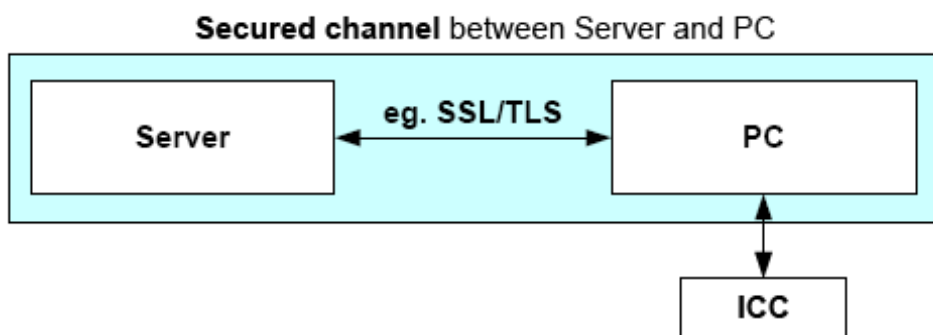 Secured channel between Server and PC
eg. SSL/TLS
Server
PC
ICC